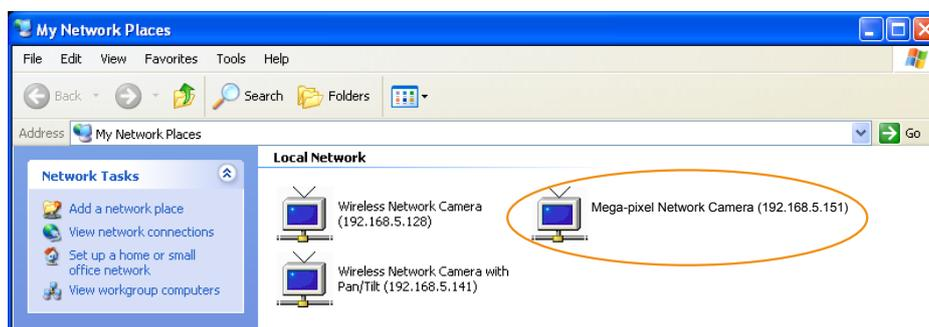 My Network Places
File Edit View Favorites Tools Help
Back Search Folders
Address My Network Places Go
Local Network
Network Tasks
Add a network place
View network connections
Set up a home or small
office network
View workgroup computers
Wireless Network Camera
(192.168.5.128)
Mega-pixel Network Camera (192.168.5.151)
Wireless Network Camera with
Pan/Tilt (192.168.5.141)